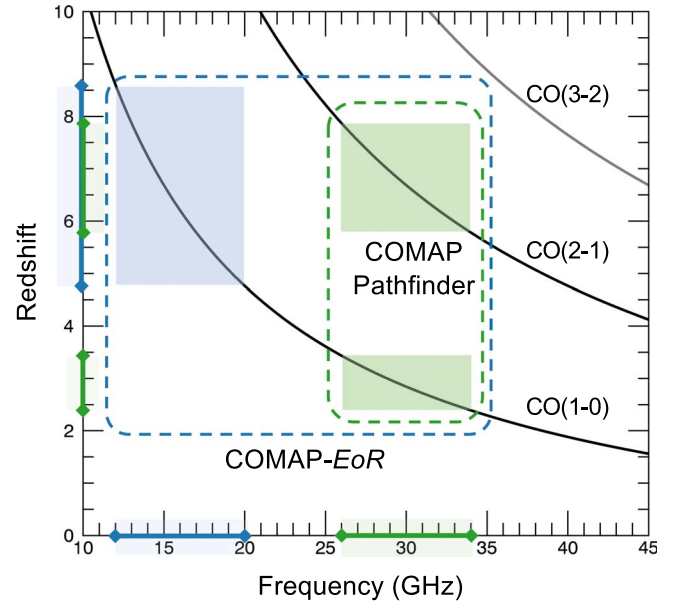 10
8
6
4
2
0
Redshift
CO(3-2)
CO(2-1)
COMAP
Pathfinder
CO(1-0)
COMAP-EoR
10 15 20 25 30 35 40 45
Frequency (GHz)